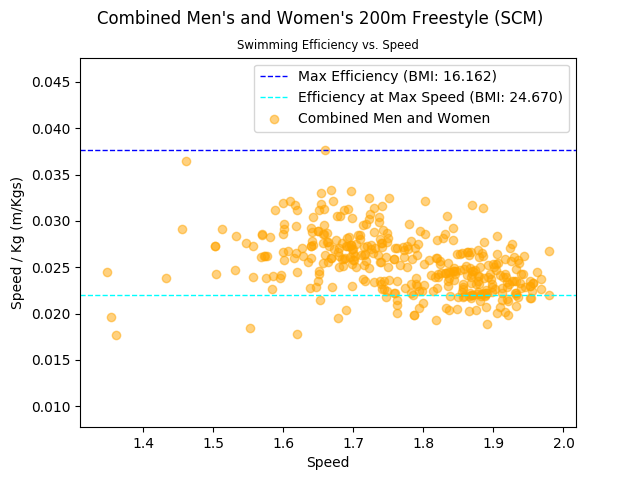 Combined Men's and Women's 200m Freestyle (SCM)
Swimming Efficiency vs. Speed
Max Efficiency (BMI: 16.162)
Efficiency at Max Speed (BMI: 24.670)
Combined Men and Women
Speed / Kg (m/Kgs)
0.045
0.040
0.035
0.030
0.025
0.020
0.015
0.010
1.4 1.5 1.6 1.7 1.8 1.9 2.0
Speed